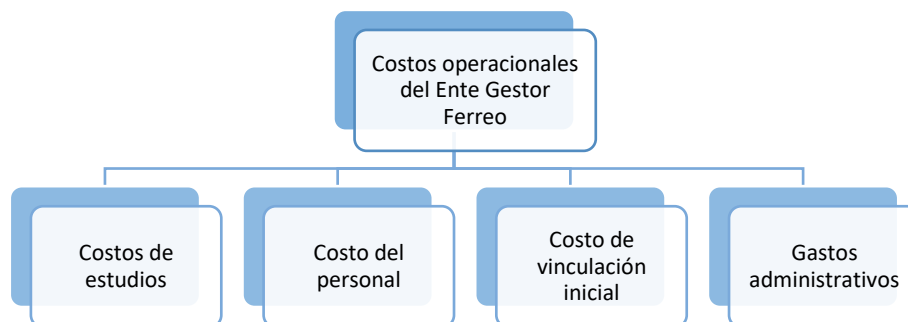 Costos operacionales
del Ente Gestor
Ferreo
Costos de
estudios
Costo del
personal
Costo de
vinculación
inicial
Gastos
administrativos